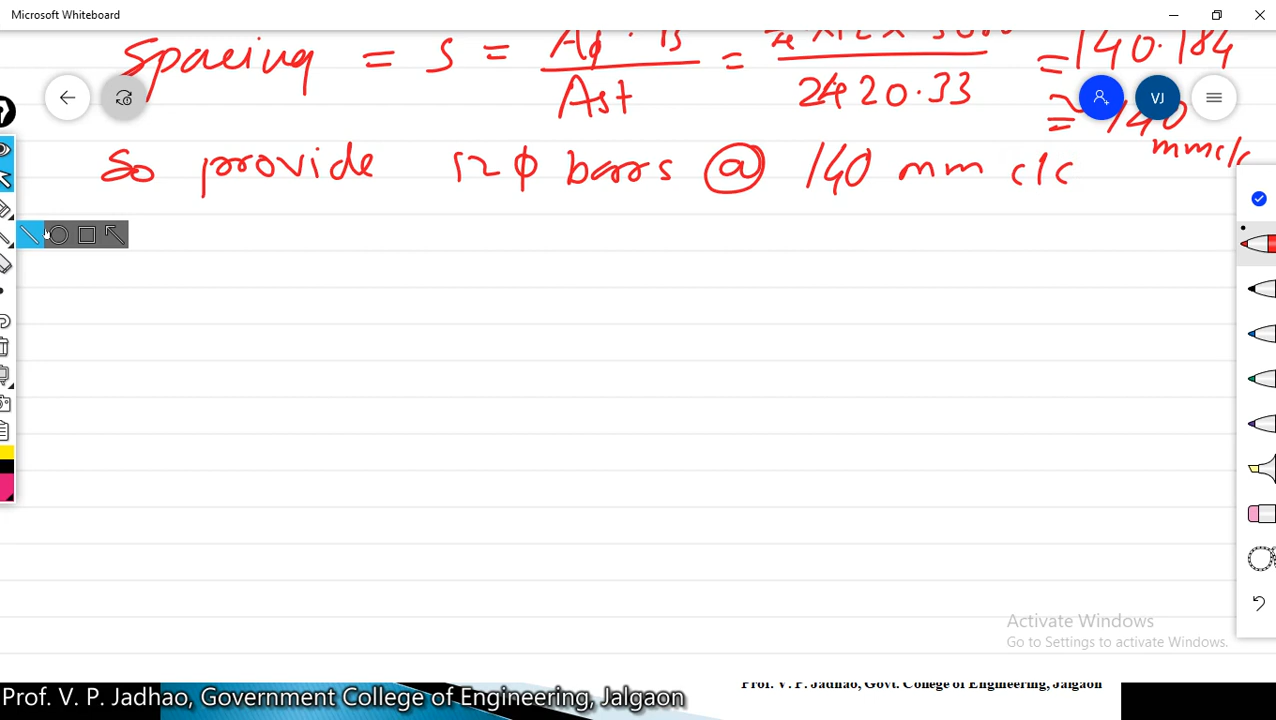 Microsoft Whiteboard
Spacing = S = Aφ . B / Ast = / 2420.33 = 140.184
≅ 140
mm c/c
VJ
So provide 12 φ bars @ 140 mm c/c
Activate Windows
Go to Settings to activate Windows.
Prof. V. P. Jadhao, Govt. College of Engineering, Jalgaon
Prof. V. P. Jadhao, Government College of Engineering, Jalgaon